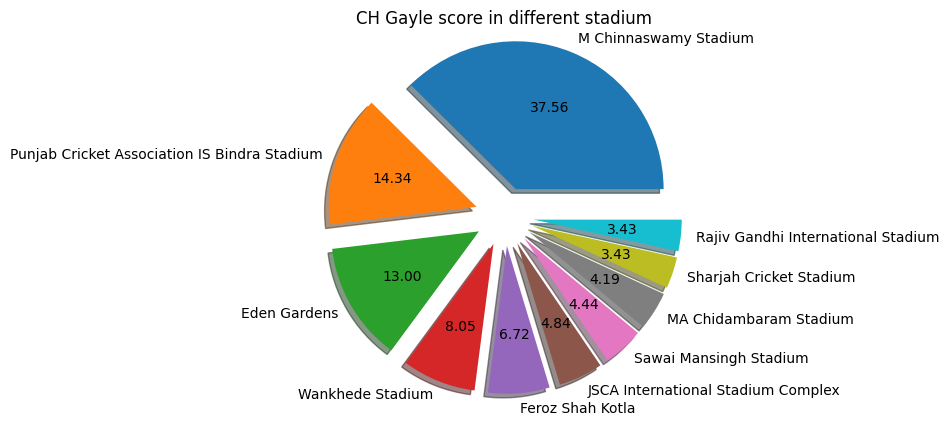 CH Gayle score in different stadium
M Chinnaswamy Stadium
37.56
Punjab Cricket Association IS Bindra Stadium
14.34
Eden Gardens
13.00
Wankhede Stadium
8.05
Feroz Shah Kotla
6.72
JSCA International Stadium Complex
4.84
Sawai Mansingh Stadium
4.44
MA Chidambaram Stadium
4.19
Sharjah Cricket Stadium
3.43
Rajiv Gandhi International Stadium
3.43